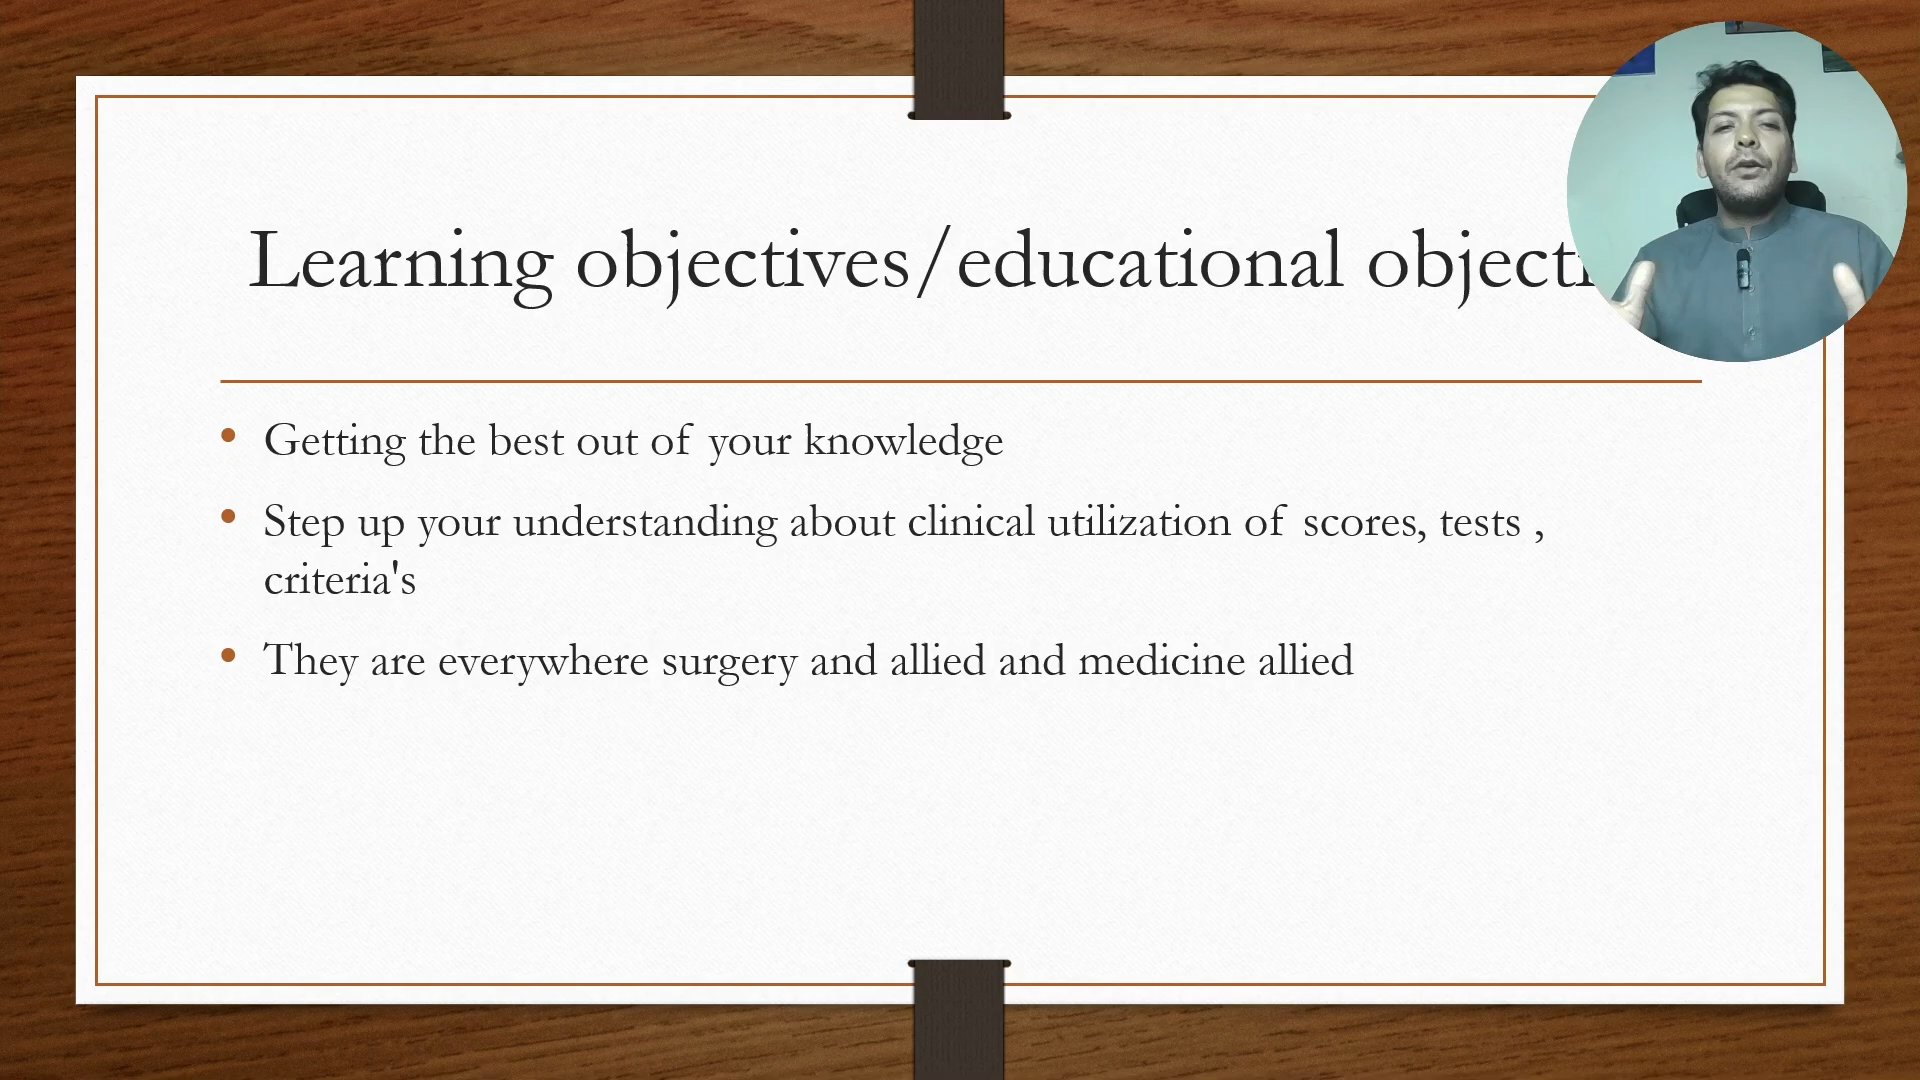 Learning objectives/educational
Getting the best out of your knowledge
Step up your understanding about clinical utilization of scores, tests ,
criteria's
They are everywhere surgery and allied and medicine allied